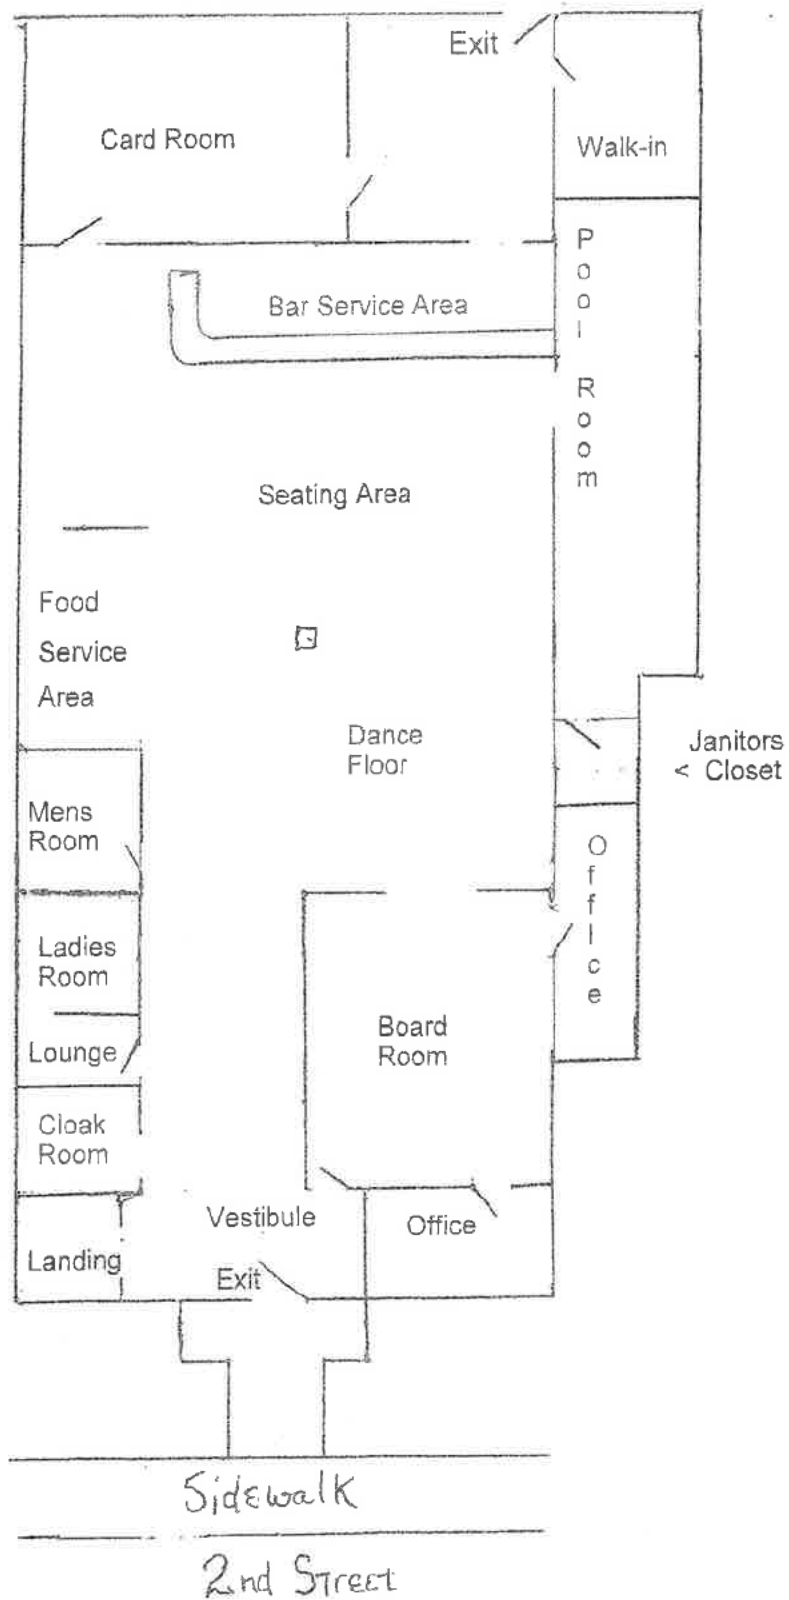 Exit
Card Room
Walk-in
Pool
Room
Bar Service Area
Seating Area
Food
Service
Area
Dance
Floor
Janitors
< Closet
Mens
Room
Office
Ladies
Room
Board
Room
Lounge
Cloak
Room
Vestibule
Office
Landing
Exit
Sidewalk
2nd Street